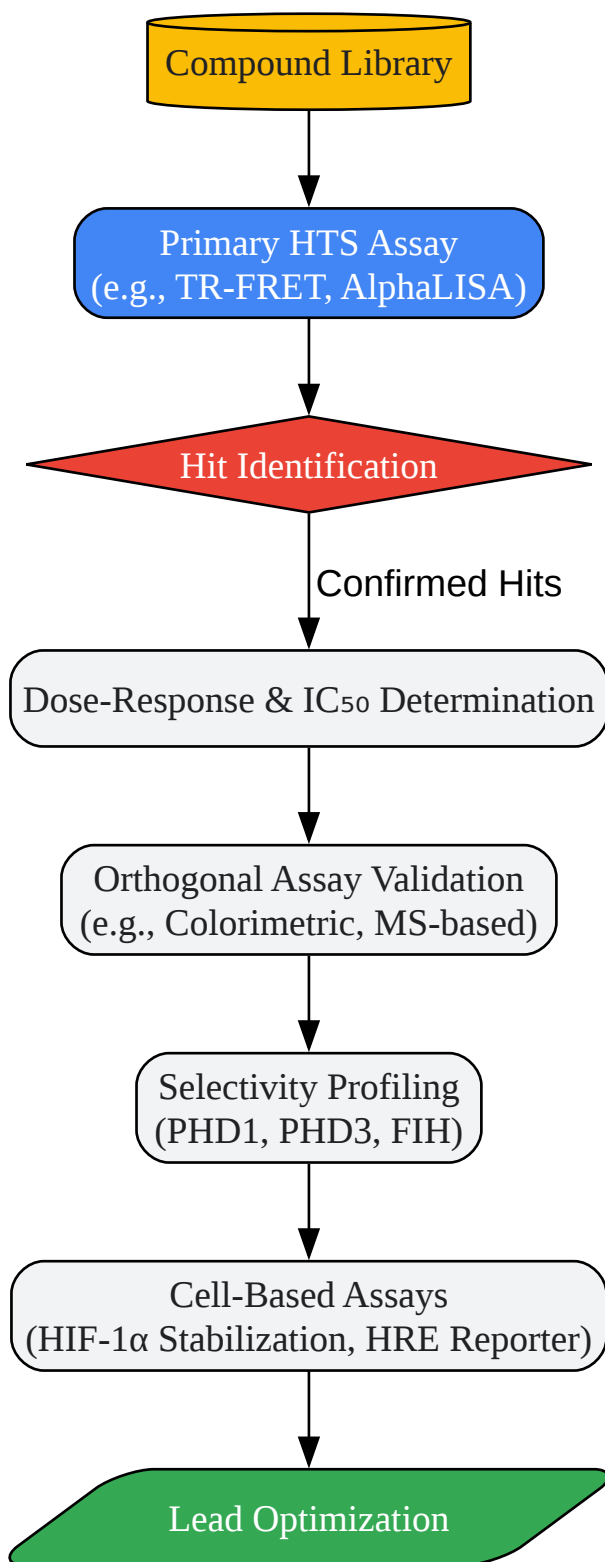 Compound Library
Primary HTS Assay
(e.g., TR-FRET, AlphaLISA)
Hit Identification
Confirmed Hits
Dose-Response & IC₅₀ Determination
Orthogonal Assay Validation
(e.g., Colorimetric, MS-based)
Selectivity Profiling
(PHD1, PHD3, FIH)
Cell-Based Assays
(HIF-1α Stabilization, HRE Reporter)
Lead Optimization